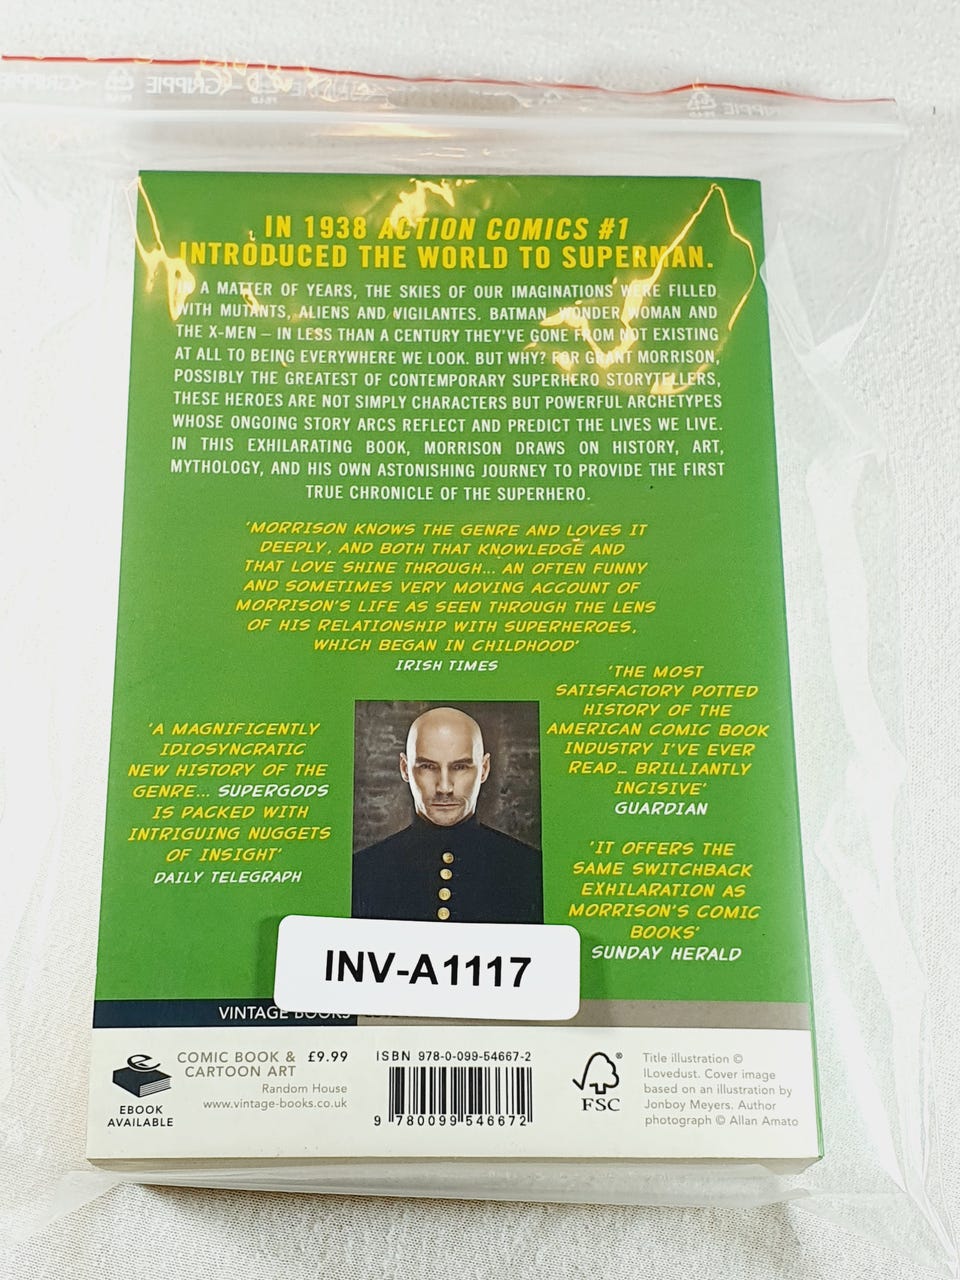 GRIPPIE
GRIPPIE
GRIPPIE
IN 1938 ACTION COMICS #1
INTRODUCED THE WORLD TO SUPERMAN.
IN A MATTER OF YEARS, THE SKIES OF OUR IMAGINATIONS WERE FILLED
WITH MUTANTS, ALIENS AND VIGILANTES. BATMAN, WONDER WOMAN AND
THE X-MEN – IN LESS THAN A CENTURY THEY'VE GONE FROM NOT EXISTING
AT ALL TO BEING EVERYWHERE WE LOOK. BUT WHY? FOR GRANT MORRISON,
POSSIBLY THE GREATEST OF CONTEMPORARY SUPERHERO STORYTELLERS,
THESE HEROES ARE NOT SIMPLY CHARACTERS BUT POWERFUL ARCHETYPES
WHOSE ONGOING STORY ARCS REFLECT AND PREDICT THE LIVES WE LIVE.
IN THIS EXHILARATING BOOK, MORRISON DRAWS ON HISTORY, ART,
MYTHOLOGY, AND HIS OWN ASTONISHING JOURNEY TO PROVIDE THE FIRST
TRUE CHRONICLE OF THE SUPERHERO.
'MORRISON KNOWS THE GENRE AND LOVES IT
DEEPLY, AND BOTH THAT KNOWLEDGE AND
THAT LOVE SHINE THROUGH... AN OFTEN FUNNY
AND SOMETIMES VERY MOVING ACCOUNT OF
MORRISON'S LIFE AS SEEN THROUGH THE LENS
OF HIS RELATIONSHIP WITH SUPERHEROES,
WHICH BEGAN IN CHILDHOOD'
IRISH TIMES
'A MAGNIFICENTLY
IDIOSYNCRATIC
NEW HISTORY OF THE
GENRE... SUPERGODS
IS PACKED WITH
INTRIGUING NUGGETS
OF INSIGHT'
DAILY TELEGRAPH
'THE MOST
SATISFACTORY POTTED
HISTORY OF THE
AMERICAN COMIC BOOK
INDUSTRY I'VE EVER
READ... BRILLIANTLY
INCISIVE'
GUARDIAN
'IT OFFERS THE
SAME SWITCHBACK
EXHILARATION AS
MORRISON'S COMIC
BOOKS'
SUNDAY HERALD
INV-A1117
VINTAGE BOOKS
EBOOK
AVAILABLE
COMIC BOOK &
CARTOON ART
£9.99
Random House
www.vintage-books.co.uk
ISBN 978-0-099-54667-2
9 780099 546672
FSC
Title illustration ©
ILovedust. Cover image
based on an illustration by
Jonboy Meyers. Author
photograph © Allan Amato